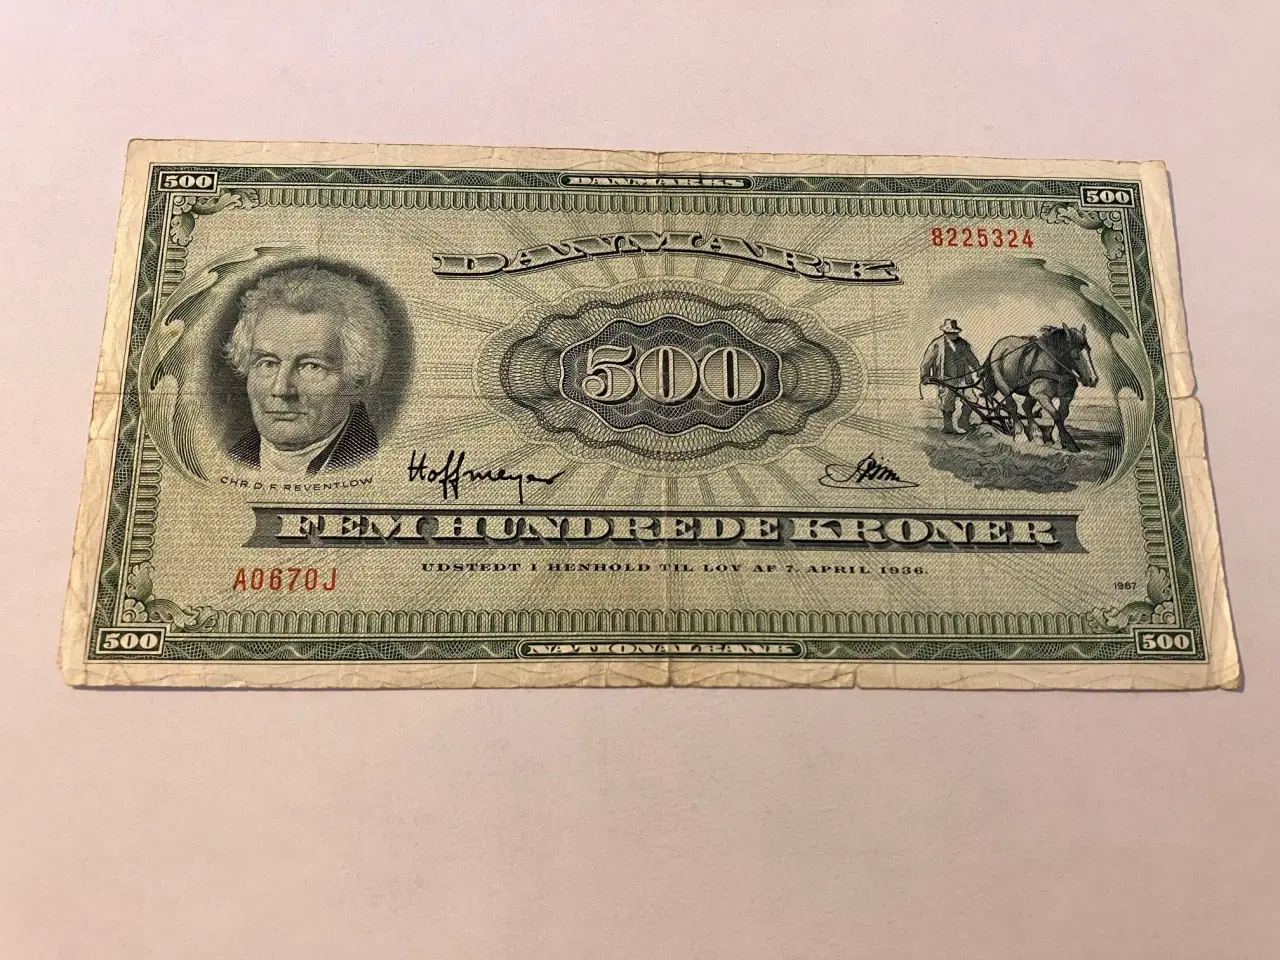 500 DANMARKS 500
DANMARK
8225324
500
CHR. D. F. REVENTLOW
Hoffmeyer
FEM HUNDREDE KRONER
UDSTEDT I HENHOLD TIL LOV AF 7. APRIL 1936.
A0670J
1967
500 NATIONALBANK 500